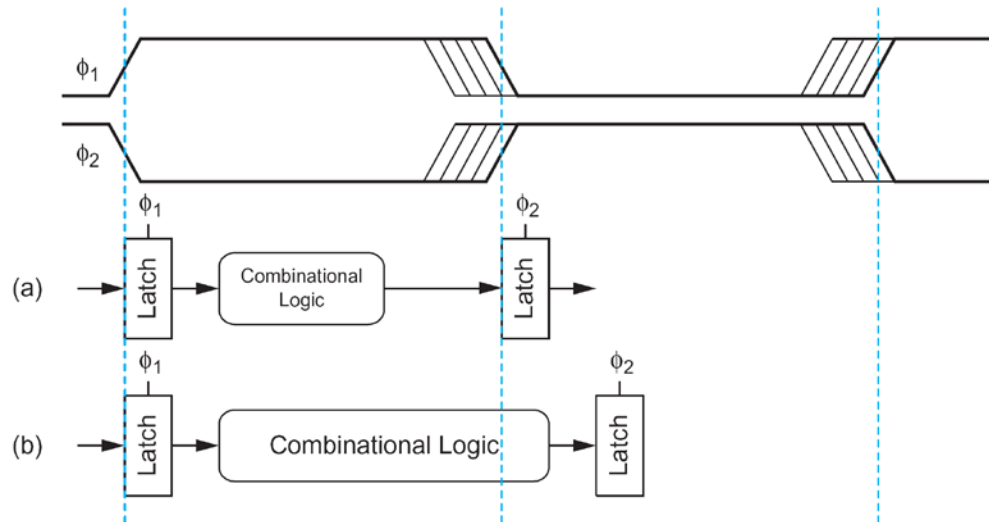 ϕ1
ϕ2
ϕ1
ϕ2
(a)
Latch
Combinational
Logic
Latch
ϕ1
ϕ2
(b)
Latch
Combinational Logic
Latch